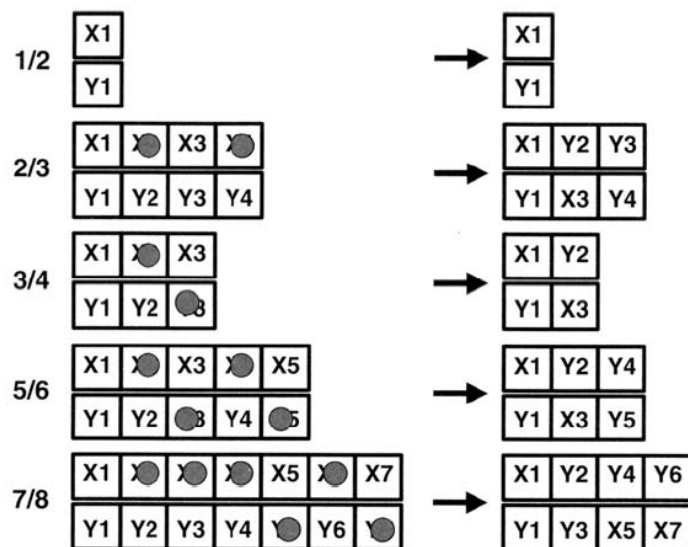 X1 X1
1/2
Y1 Y1
X1 X3 X1 Y2 Y3
2/3
Y1 Y2 Y3 Y4 Y1 X3 Y4
X1 X3 X1 Y2
3/4
Y1 Y2 Y1 X3
X1 X3 X5 X1 Y2 Y4
5/6
Y1 Y2 Y4 Y1 X3 Y5
X1 X5 X7 X1 Y2 Y4 Y6
7/8
Y1 Y2 Y3 Y4 Y6 Y1 Y3 X5 X7